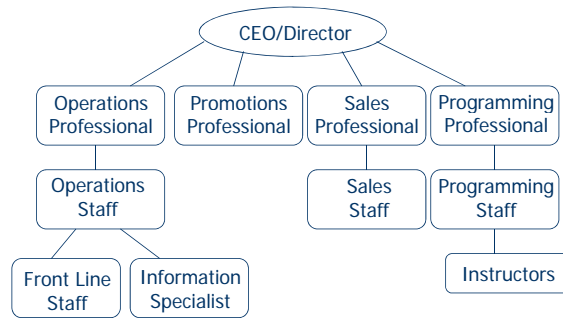 CEO/Director
Operations
Professional
Promotions
Professional
Sales
Professional
Programming
Professional
Operations
Staff
Sales
Staff
Programming
Staff
Front Line
Staff
Information
Specialist
Instructors